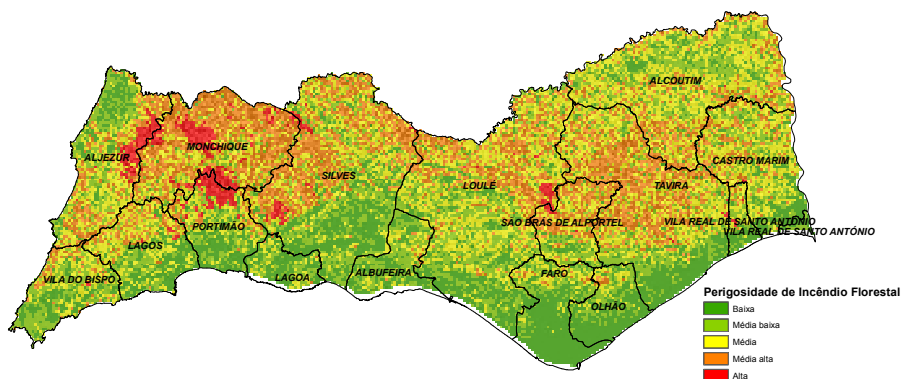 ALCOUTIM
ALJEZUR
MONCHIQUE
CASTRO MARIM
SILVES
LOULÉ
TAVIRA
SÃO BRÁS DE ALPORTEL
VILA REAL DE SANTO ANTÓNIO
PORTIMÃO
VILA REAL DE SANTO ANTÓNIO
LAGOS
VILA DO BISPO
LAGOA
ALBUFEIRA
FARO
OLHÃO
Perigosidade de Incêndio Florestal
Baixa
Média baixa
Média
Média alta
Alta